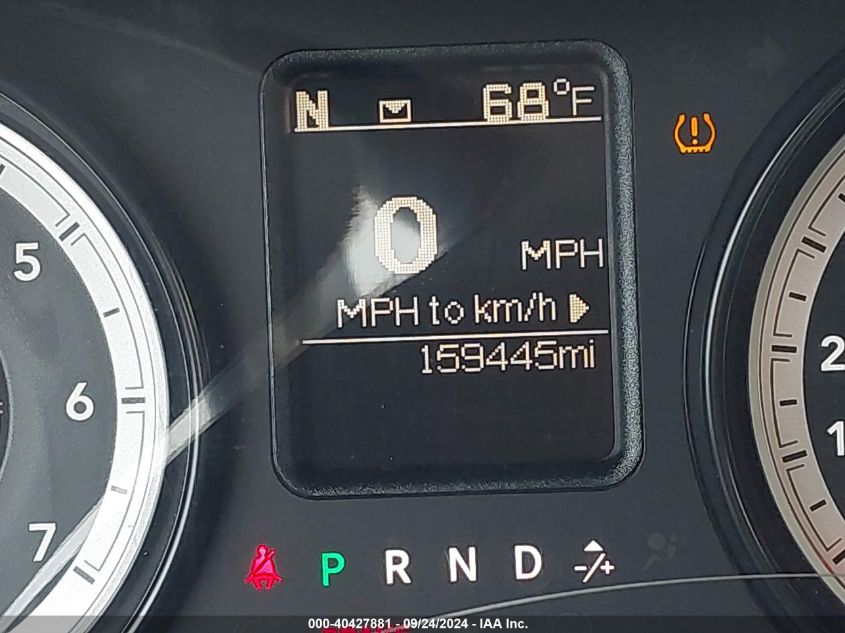 N 68°F
0 MPH
MPH to km/h
159445mi
5
6
7
2
1
P R N D -/+
000-40427881 - 09/24/2024 - IAA, Inc.